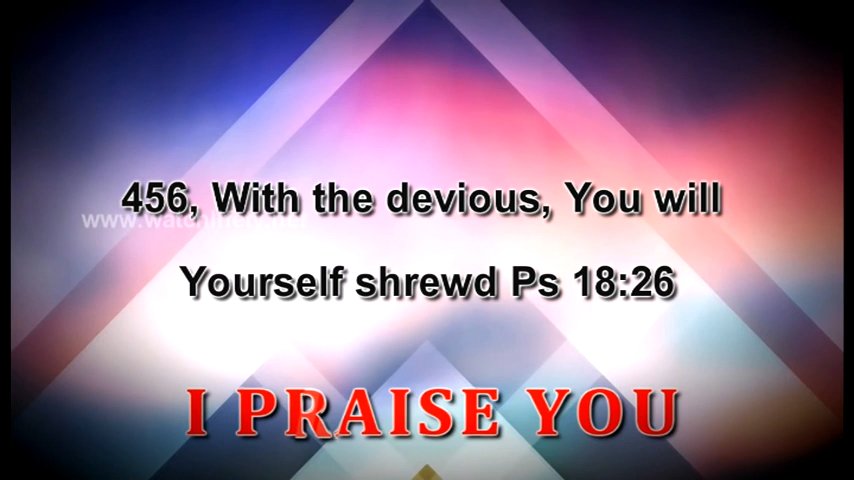 456, With the devious, You will
Yourself shrewd Ps 18:26
I PRAISE YOU